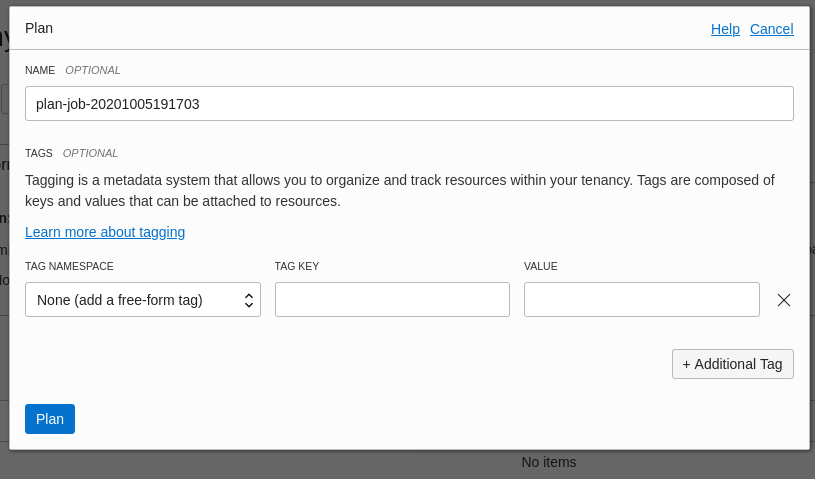 Plan
Help Cancel
NAME OPTIONAL
plan-job-20201005191703
TAGS OPTIONAL
Tagging is a metadata system that allows you to organize and track resources within your tenancy. Tags are composed of
keys and values that can be attached to resources.
Learn more about tagging
TAG NAMESPACE TAG KEY VALUE
None (add a free-form tag)
+ Additional Tag
Plan
No items